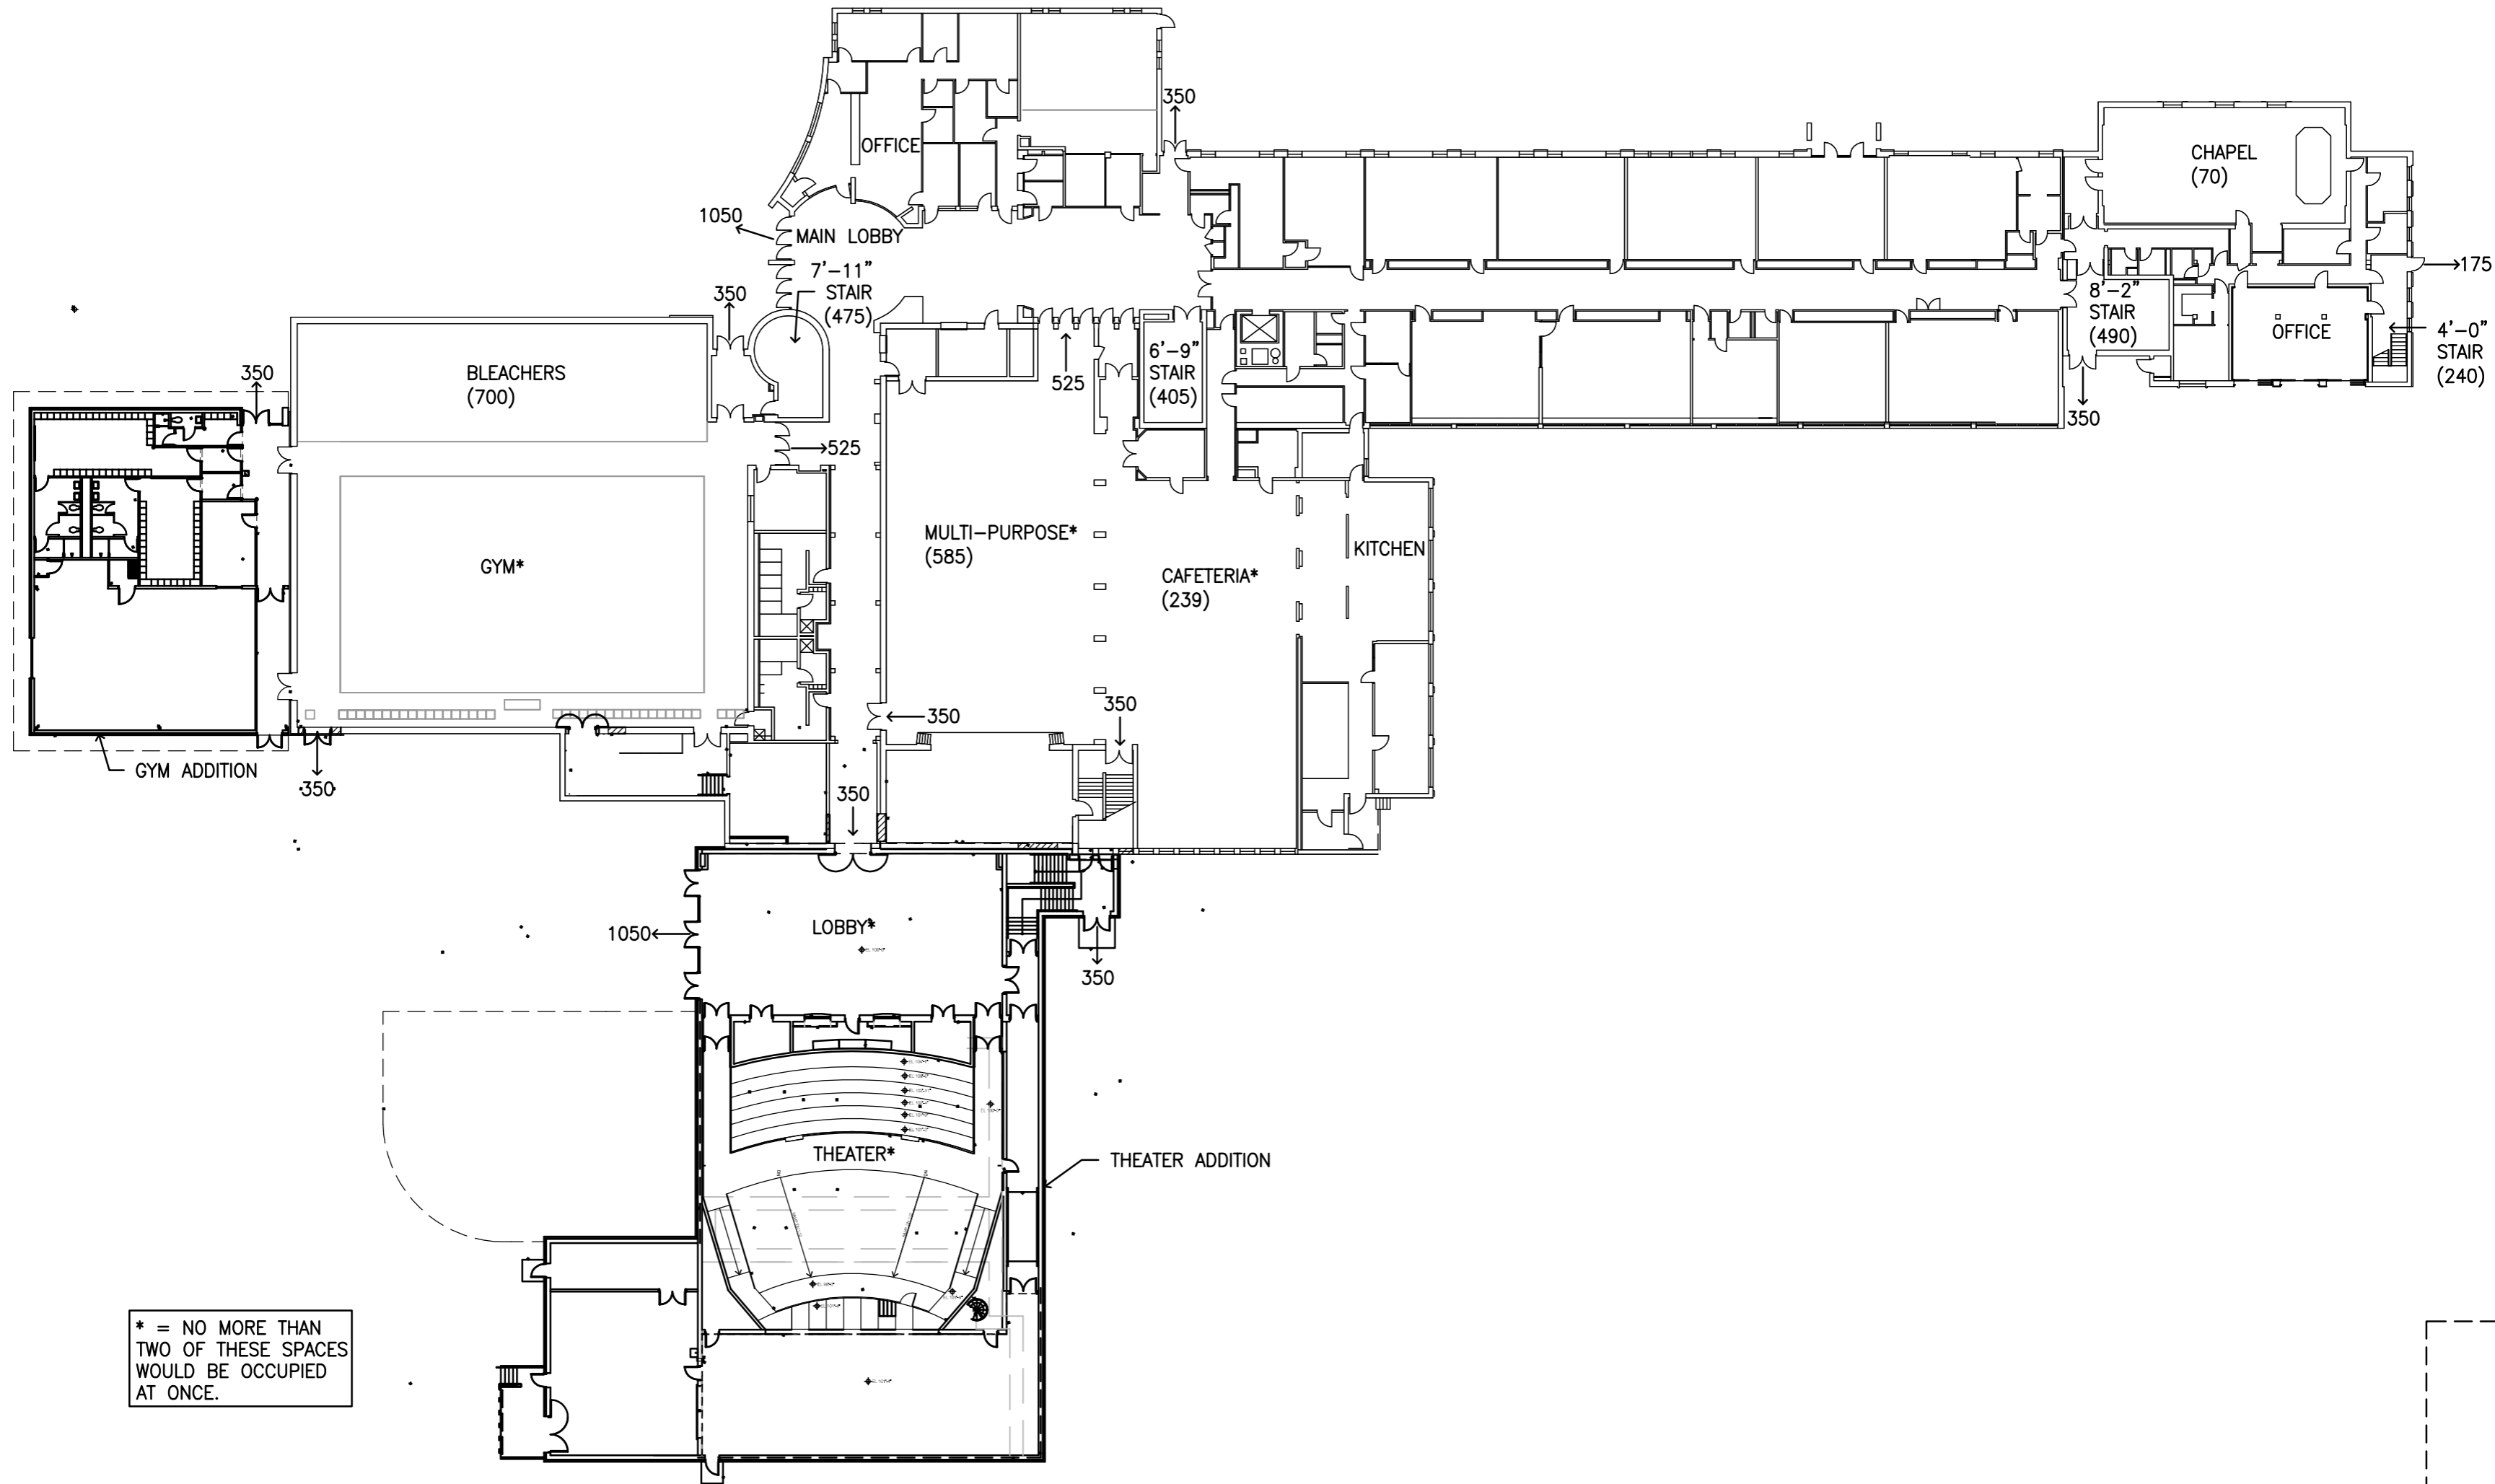 350
OFFICE
CHAPEL
(70)
1050
MAIN LOBBY
7'-11"
STAIR
(475)
175
350
8'-2"
STAIR
(490)
OFFICE
4'-0"
STAIR
(240)
6'-9"
STAIR
(405)
525
350
BLEACHERS
(700)
350
525
MULTI-PURPOSE*
(585)
KITCHEN
GYM*
CAFETERIA*
(239)
350
350
GYM ADDITION
350
350
LOBBY*
1050
350
THEATER*
THEATER ADDITION
* = NO MORE THAN
TWO OF THESE SPACES
WOULD BE OCCUPIED
AT ONCE.